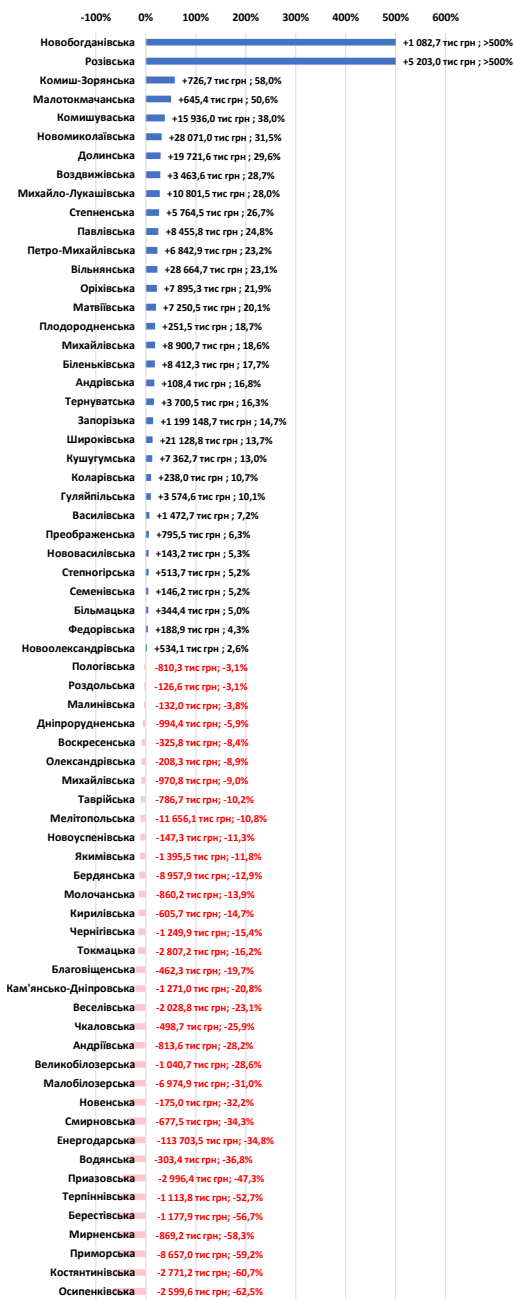 -100% 0% 100% 200% 300% 400% 500% 600%
Новобогданівська +1 082,7 тис грн ; >500%
Розівська +5 203,0 тис грн ; >500%
Комиш-Зорянська +726,7 тис грн ; 58,0%
Малотокмачанська +645,4 тис грн ; 50,6%
Комишуваська +15 936,0 тис грн ; 38,0%
Новомиколаївська +28 071,0 тис грн ; 31,5%
Долинська +19 721,6 тис грн ; 29,6%
Воздвижівська +3 463,6 тис грн ; 28,7%
Михайло-Лукашівська +10 801,5 тис грн ; 28,0%
Степненська +5 764,5 тис грн ; 26,7%
Павлівська +8 455,8 тис грн ; 24,8%
Петро-Михайлівська +6 842,9 тис грн ; 23,2%
Вільнянська +28 664,7 тис грн ; 23,1%
Оріхівська +7 895,3 тис грн ; 21,9%
Матвіївська +7 250,5 тис грн ; 20,1%
Плодородненська +251,5 тис грн ; 18,7%
Михайлівська +8 900,7 тис грн ; 18,6%
Біленьківська +8 412,3 тис грн ; 17,7%
Андрівська +108,4 тис грн ; 16,8%
Тернуватська +3 700,5 тис грн ; 16,3%
Запорізька +1 199 148,7 тис грн ; 14,7%
Широківська +21 128,8 тис грн ; 13,7%
Кушугумська +7 362,7 тис грн ; 13,0%
Коларівська +238,0 тис грн ; 10,7%
Гуляйпільська +3 574,6 тис грн ; 10,1%
Василівська +1 472,7 тис грн ; 7,2%
Преображенська +795,5 тис грн ; 6,3%
Нововасилівська +143,2 тис грн ; 5,3%
Степногірська +513,7 тис грн ; 5,2%
Семенівська +146,2 тис грн ; 5,2%
Більмацька +344,4 тис грн ; 5,0%
Федорівська +188,9 тис грн ; 4,3%
Новоолександрівська +534,1 тис грн ; 2,6%
Пологівська -810,3 тис грн; -3,1%
Роздольська -126,6 тис грн; -3,1%
Малинівська -132,0 тис грн; -3,8%
Дніпрорудненська -994,4 тис грн; -5,9%
Воскресенська -325,8 тис грн; -8,4%
Олександрівська -208,3 тис грн; -8,9%
Михайлівська -970,8 тис грн; -9,0%
Таврійська -786,7 тис грн; -10,2%
Мелітопольська -11 656,1 тис грн; -10,8%
Новоуспенівська -147,3 тис грн; -11,3%
Якимівська -1 395,5 тис грн; -11,8%
Бердянська -8 957,9 тис грн; -12,9%
Молочанська -860,2 тис грн; -13,9%
Кирилівська -605,7 тис грн; -14,7%
Чернігівська -1 249,9 тис грн; -15,4%
Токмацька -2 807,2 тис грн; -16,2%
Благовіщенська -462,3 тис грн; -19,7%
Кам'янсько-Дніпровська -1 271,0 тис грн; -20,8%
Веселівська -2 028,8 тис грн; -23,1%
Чкаловська -498,7 тис грн; -25,9%
Андріївська -813,6 тис грн; -28,2%
Великобілозерська -1 040,7 тис грн; -28,6%
Малобілозерська -6 974,9 тис грн; -31,0%
Новенська -175,0 тис грн; -32,2%
Смирновська -677,5 тис грн; -34,3%
Енергодарська -113 703,5 тис грн; -34,8%
Водянська -303,4 тис грн; -36,8%
Приазовська -2 996,4 тис грн; -47,3%
Терпіннівська -1 113,8 тис грн; -52,7%
Берестівська -1 177,9 тис грн; -56,7%
Мирненська -869,2 тис грн; -58,3%
Приморська -8 657,0 тис грн; -59,2%
Костянтинівська -2 771,2 тис грн; -60,7%
Осипенківська -2 599,6 тис грн; -62,5%